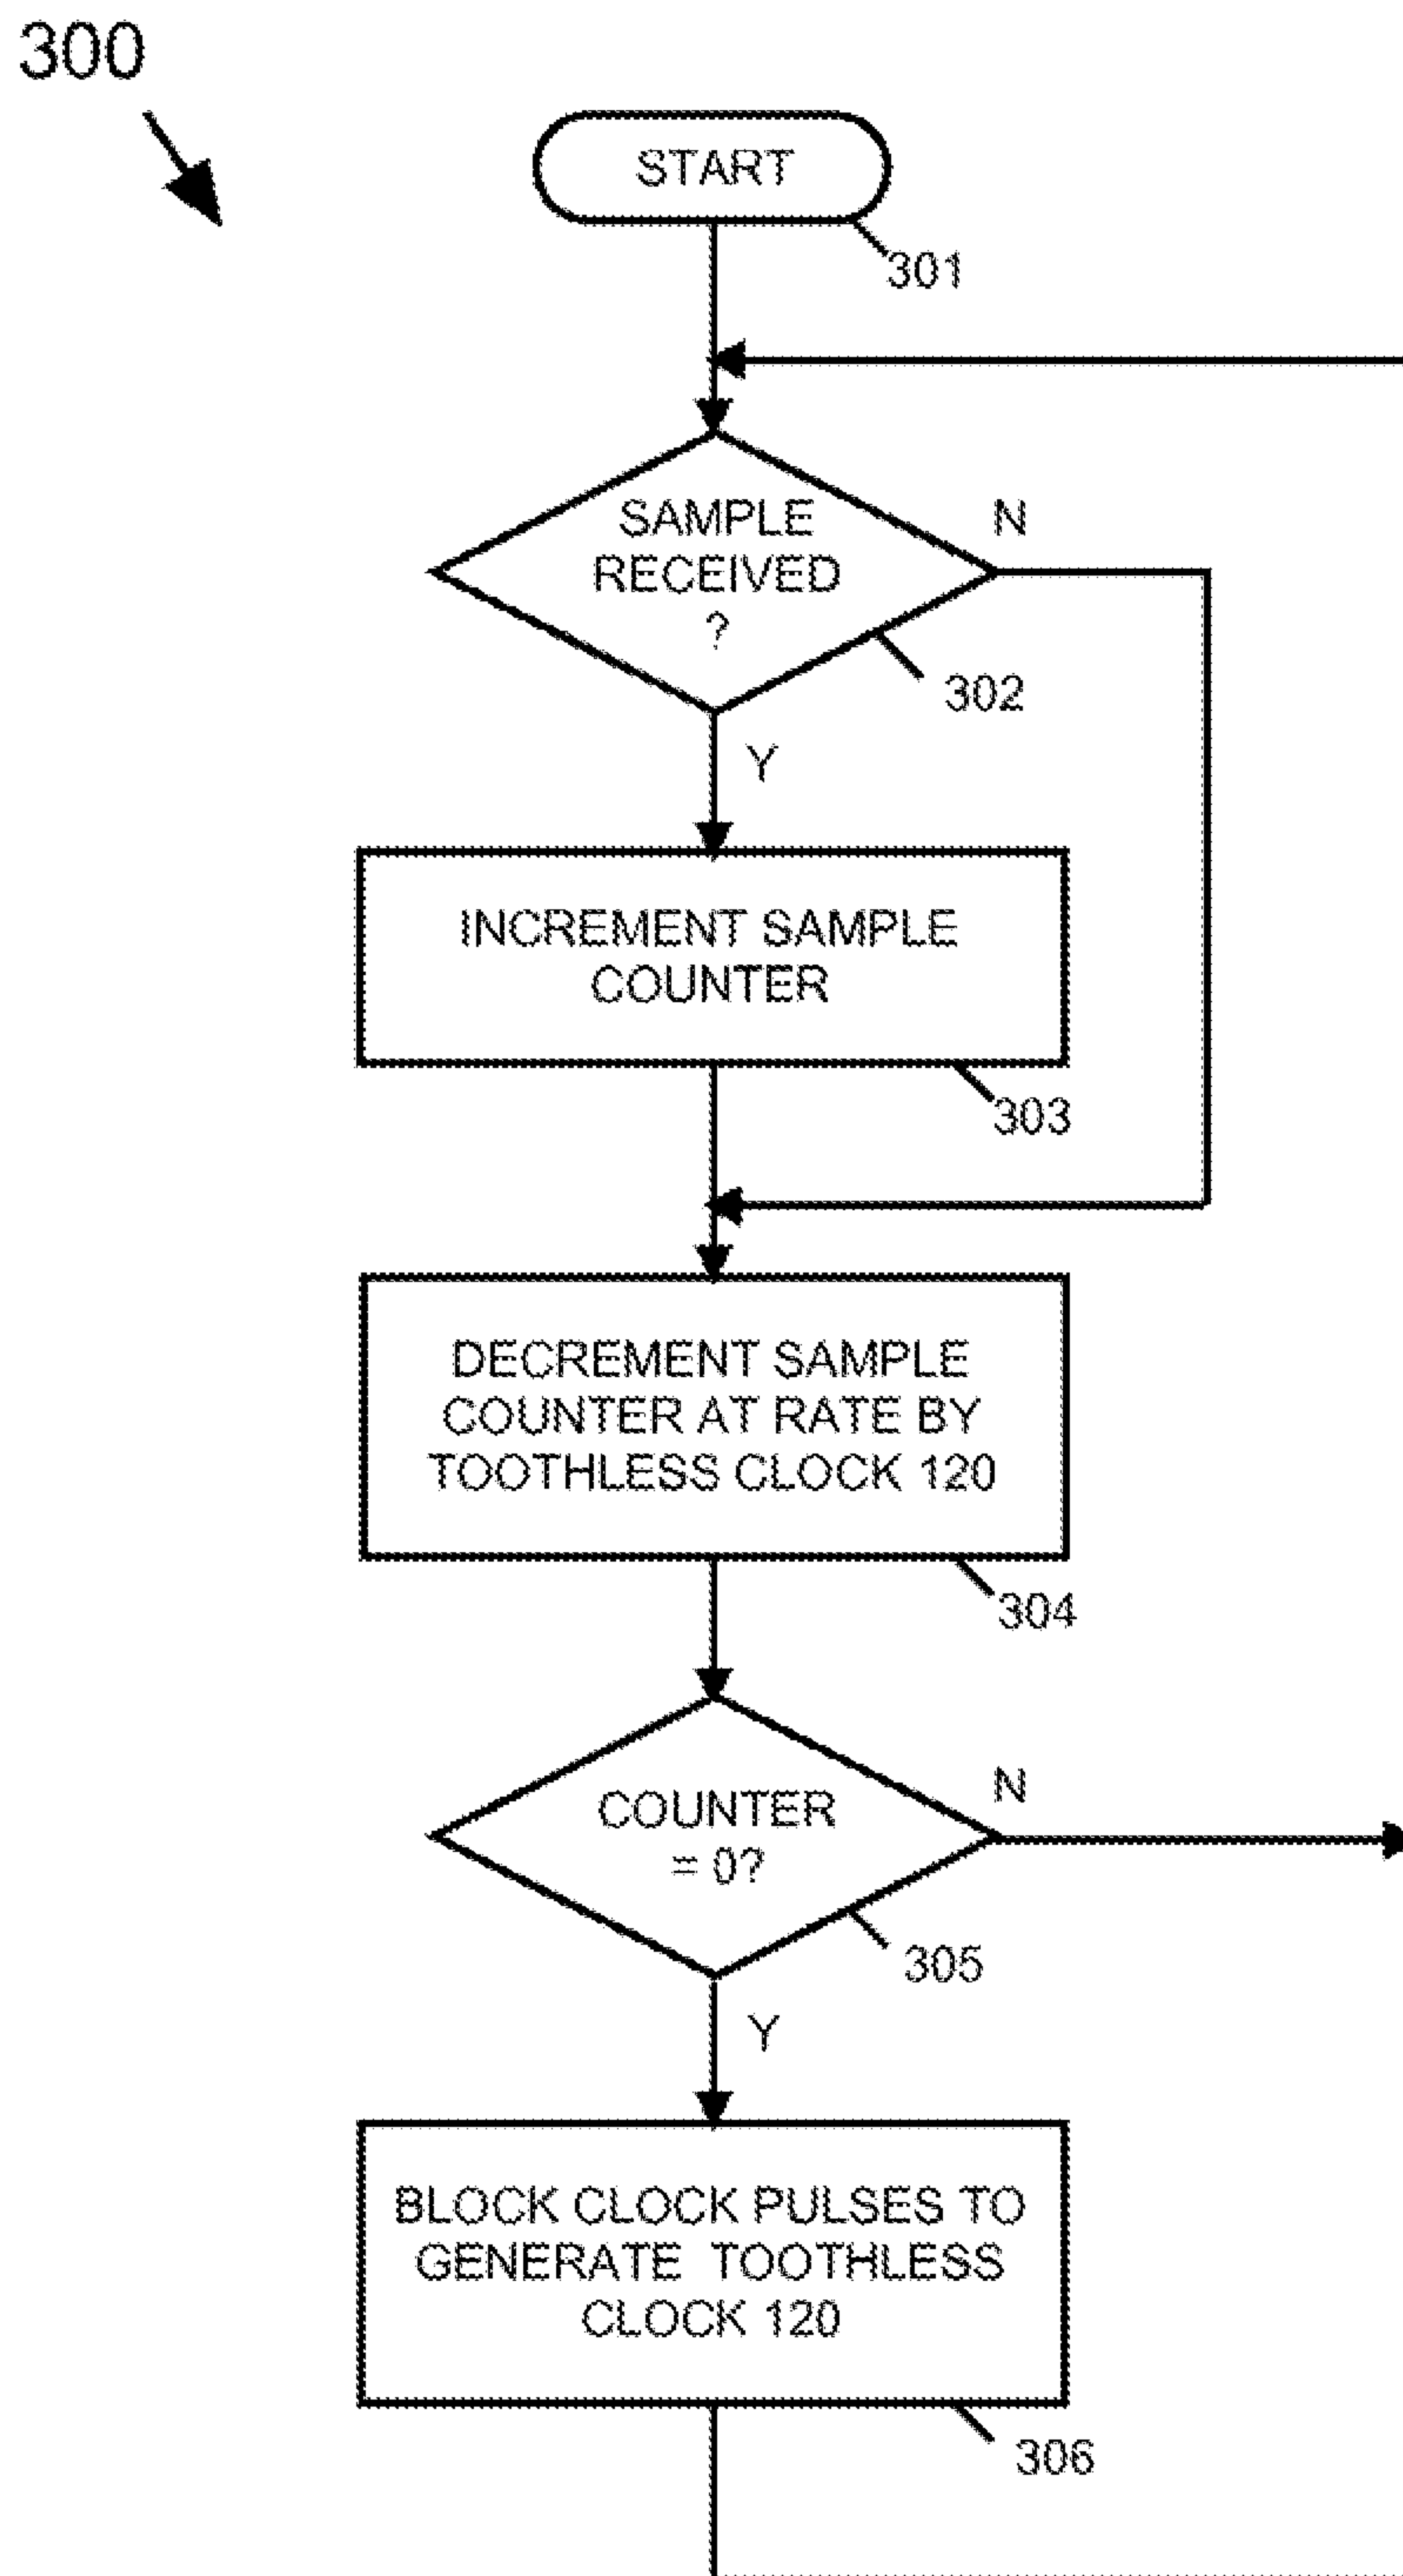 300
START
301
SAMPLE
RECEIVED
?
N
302
Y
INCREMENT SAMPLE
COUNTER
303
DECREMENT SAMPLE
COUNTER AT RATE BY
TOOTHLESS CLOCK 120
304
COUNTER
= 0?
N
305
Y
BLOCK CLOCK PULSES TO
GENERATE TOOTHLESS
CLOCK 120
306